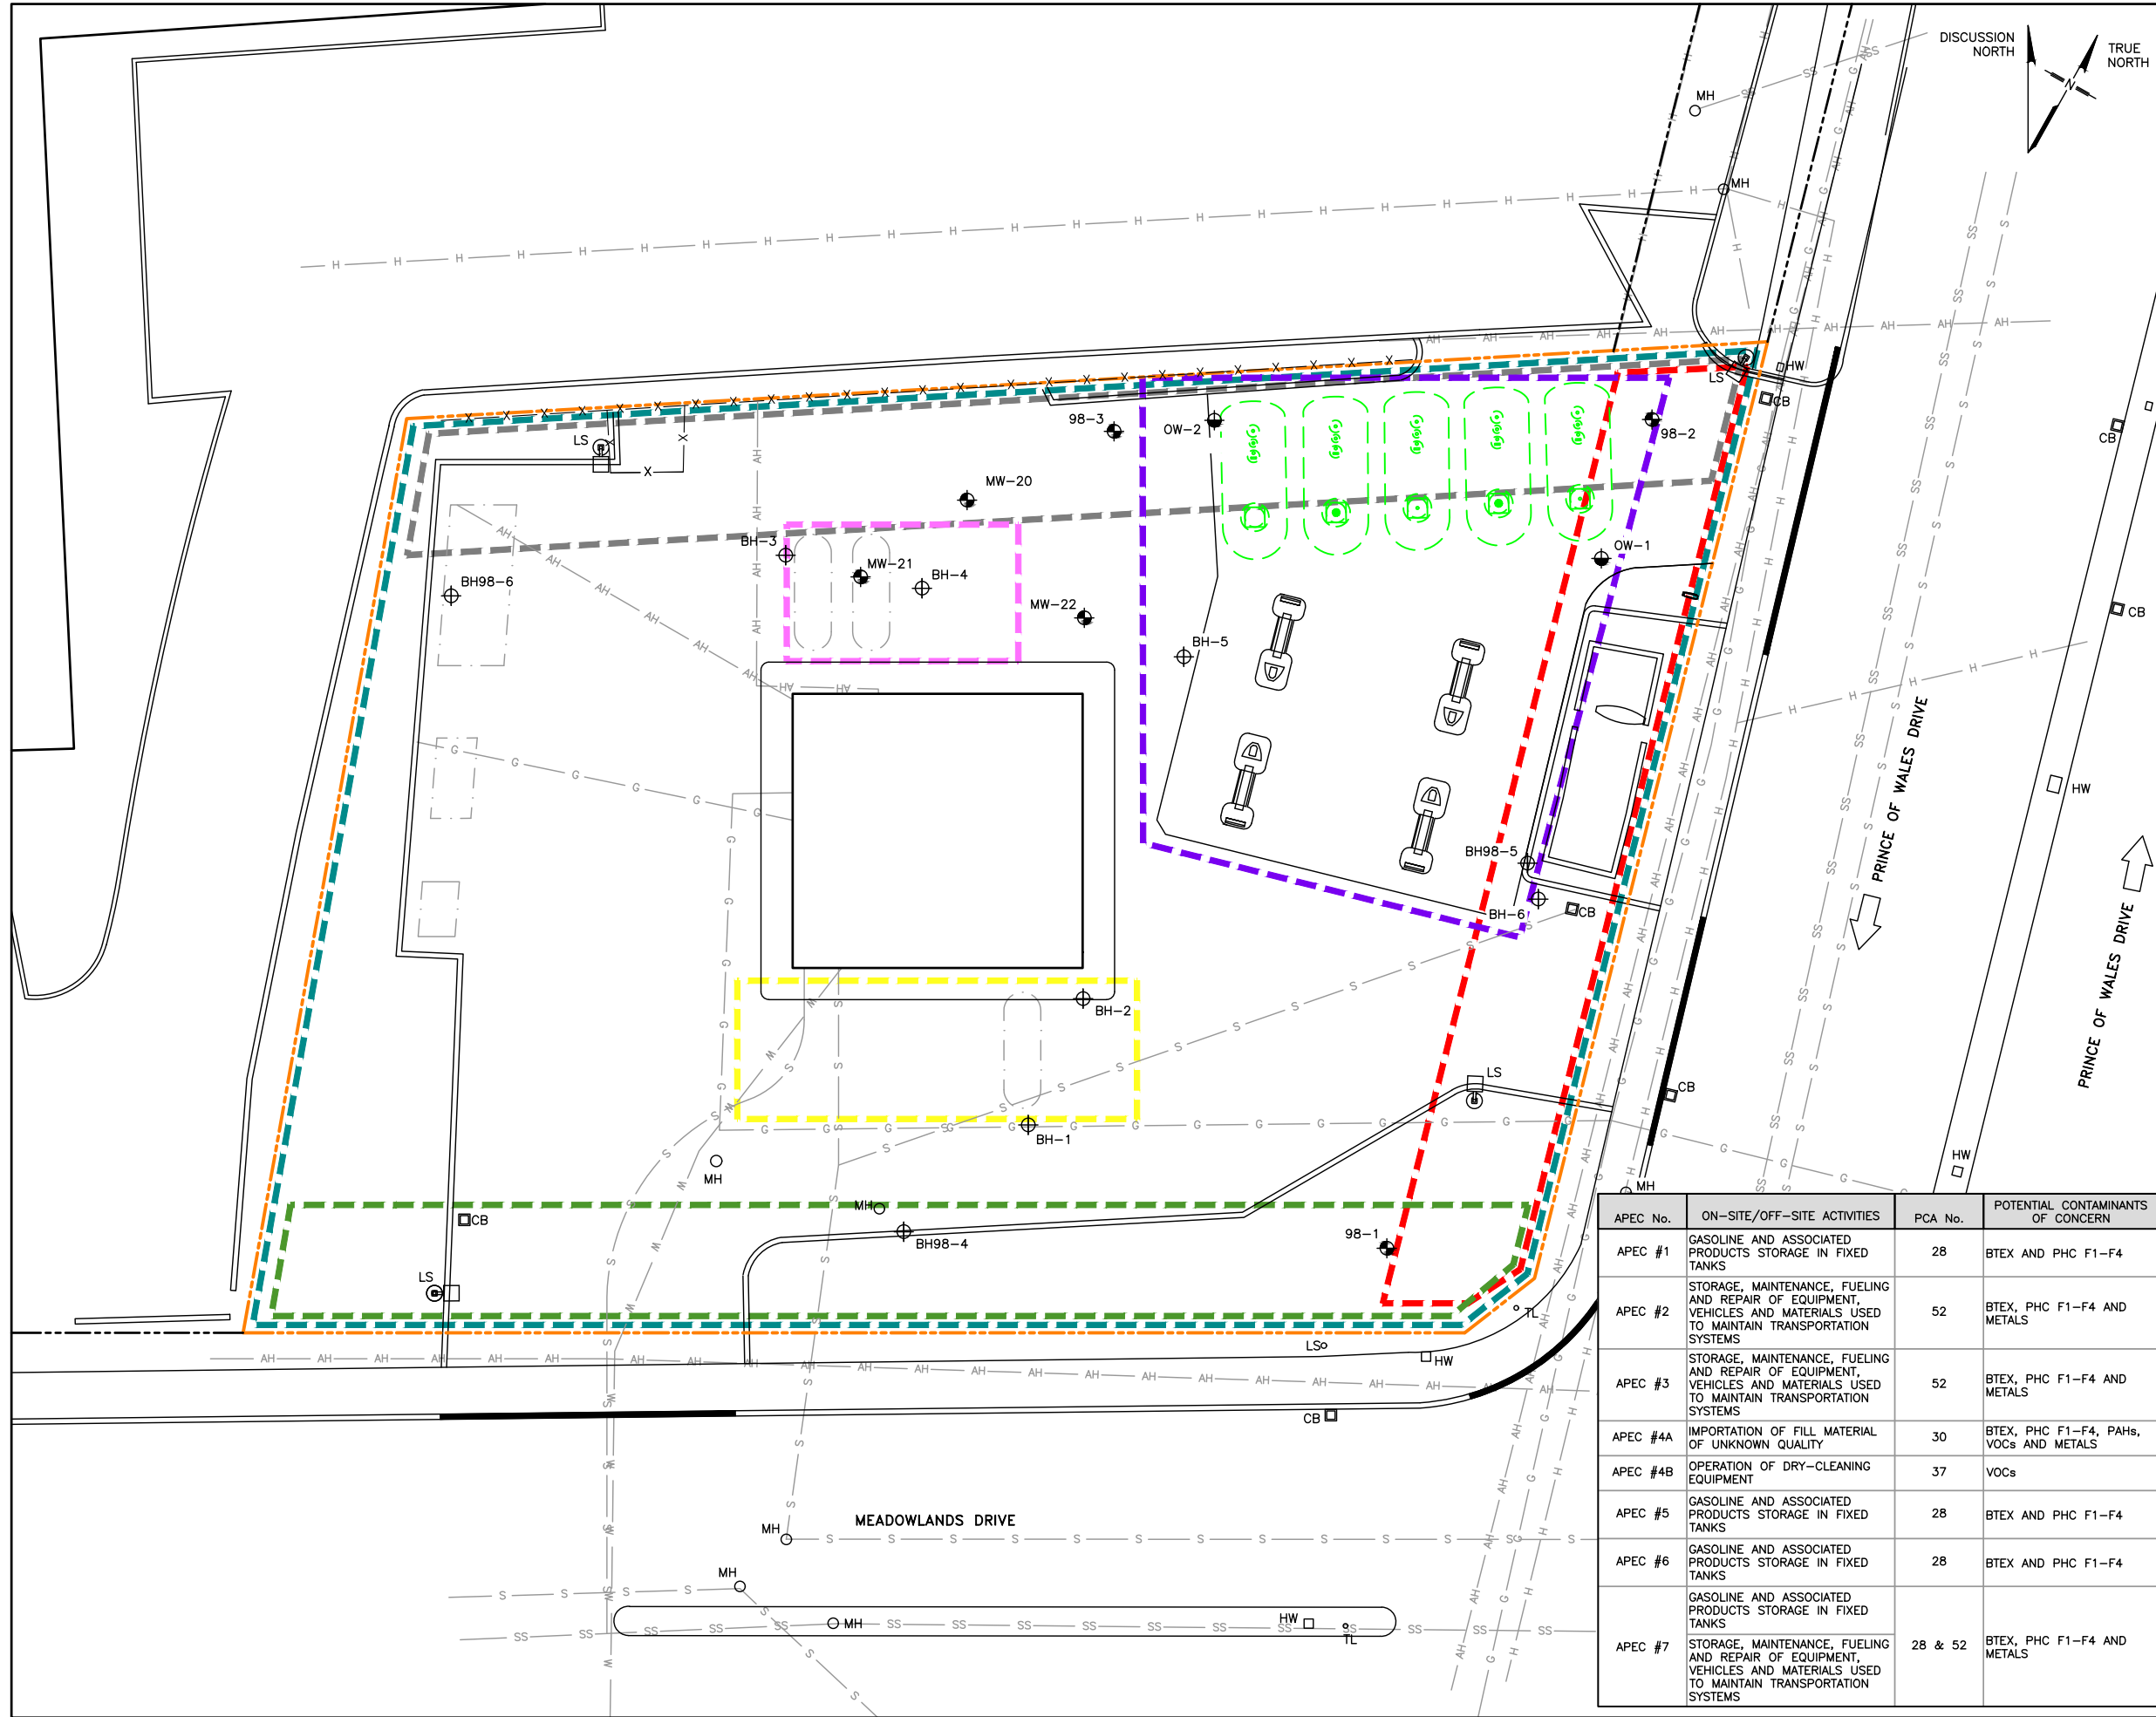 DISCUSSION
NORTH
TRUE
NORTH
N
MH
MH
LS
HW
CB
CB
CB
HW
LS
98-3
OW-2
98-2
MW-20
OW-1
BH-3
MW-21
BH-4
BH98-6
MW-22
BH-5
BH98-5
BH-6
CB
PRINCE OF WALES DRIVE
PRINCE OF WALES DRIVE
BH-2
LS
CB
BH-1
HW
MH
MH
MH
CB
BH98-4
98-1
LS
TL
LS
HW
CB
MEADOWLANDS DRIVE
MH
MH
MH
HW
TL
APEC No.
ON-SITE/OFF-SITE ACTIVITIES
PCA No.
POTENTIAL CONTAMINANTS
OF CONCERN
APEC #1
GASOLINE AND ASSOCIATED
PRODUCTS STORAGE IN FIXED
TANKS
28
BTEX AND PHC F1-F4
APEC #2
STORAGE, MAINTENANCE, FUELING
AND REPAIR OF EQUIPMENT,
VEHICLES AND MATERIALS USED
TO MAINTAIN TRANSPORTATION
SYSTEMS
52
BTEX, PHC F1-F4 AND
METALS
APEC #3
STORAGE, MAINTENANCE, FUELING
AND REPAIR OF EQUIPMENT,
VEHICLES AND MATERIALS USED
TO MAINTAIN TRANSPORTATION
SYSTEMS
52
BTEX, PHC F1-F4 AND
METALS
APEC #4A
IMPORTATION OF FILL MATERIAL
OF UNKNOWN QUALITY
30
BTEX, PHC F1-F4, PAHs,
VOCs AND METALS
APEC #4B
OPERATION OF DRY-CLEANING
EQUIPMENT
37
VOCs
APEC #5
GASOLINE AND ASSOCIATED
PRODUCTS STORAGE IN FIXED
TANKS
28
BTEX AND PHC F1-F4
APEC #6
GASOLINE AND ASSOCIATED
PRODUCTS STORAGE IN FIXED
TANKS
28
BTEX AND PHC F1-F4
APEC #7
GASOLINE AND ASSOCIATED
PRODUCTS STORAGE IN FIXED
TANKS
STORAGE, MAINTENANCE, FUELING
AND REPAIR OF EQUIPMENT,
VEHICLES AND MATERIALS USED
TO MAINTAIN TRANSPORTATION
SYSTEMS
28 & 52
BTEX, PHC F1-F4 AND
METALS